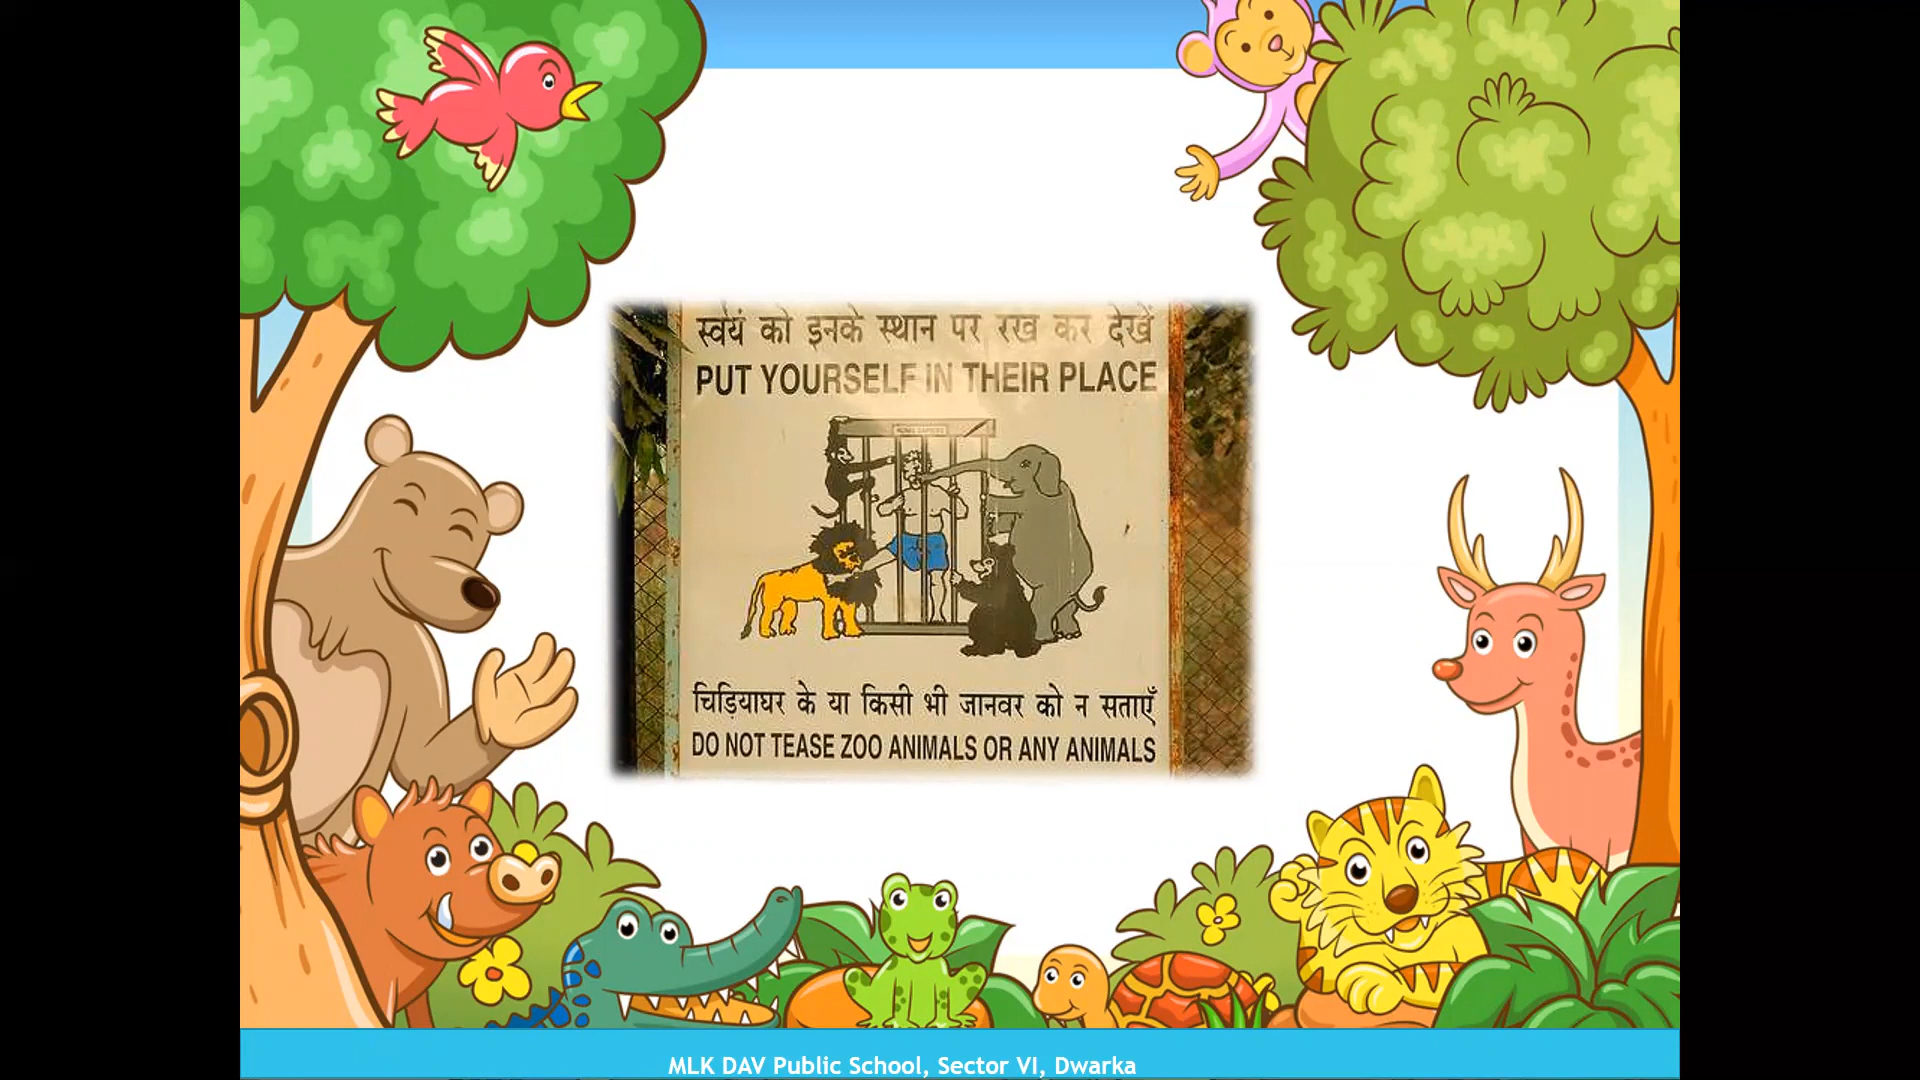 स्वयं को इनके स्थान पर रख कर देखें
PUT YOURSELF IN THEIR PLACE
चिड़ियाघर के या किसी भी जानवर को न सताएँ
DO NOT TEASE ZOO ANIMALS OR ANY ANIMALS
MLK DAV Public School, Sector VI, Dwarka